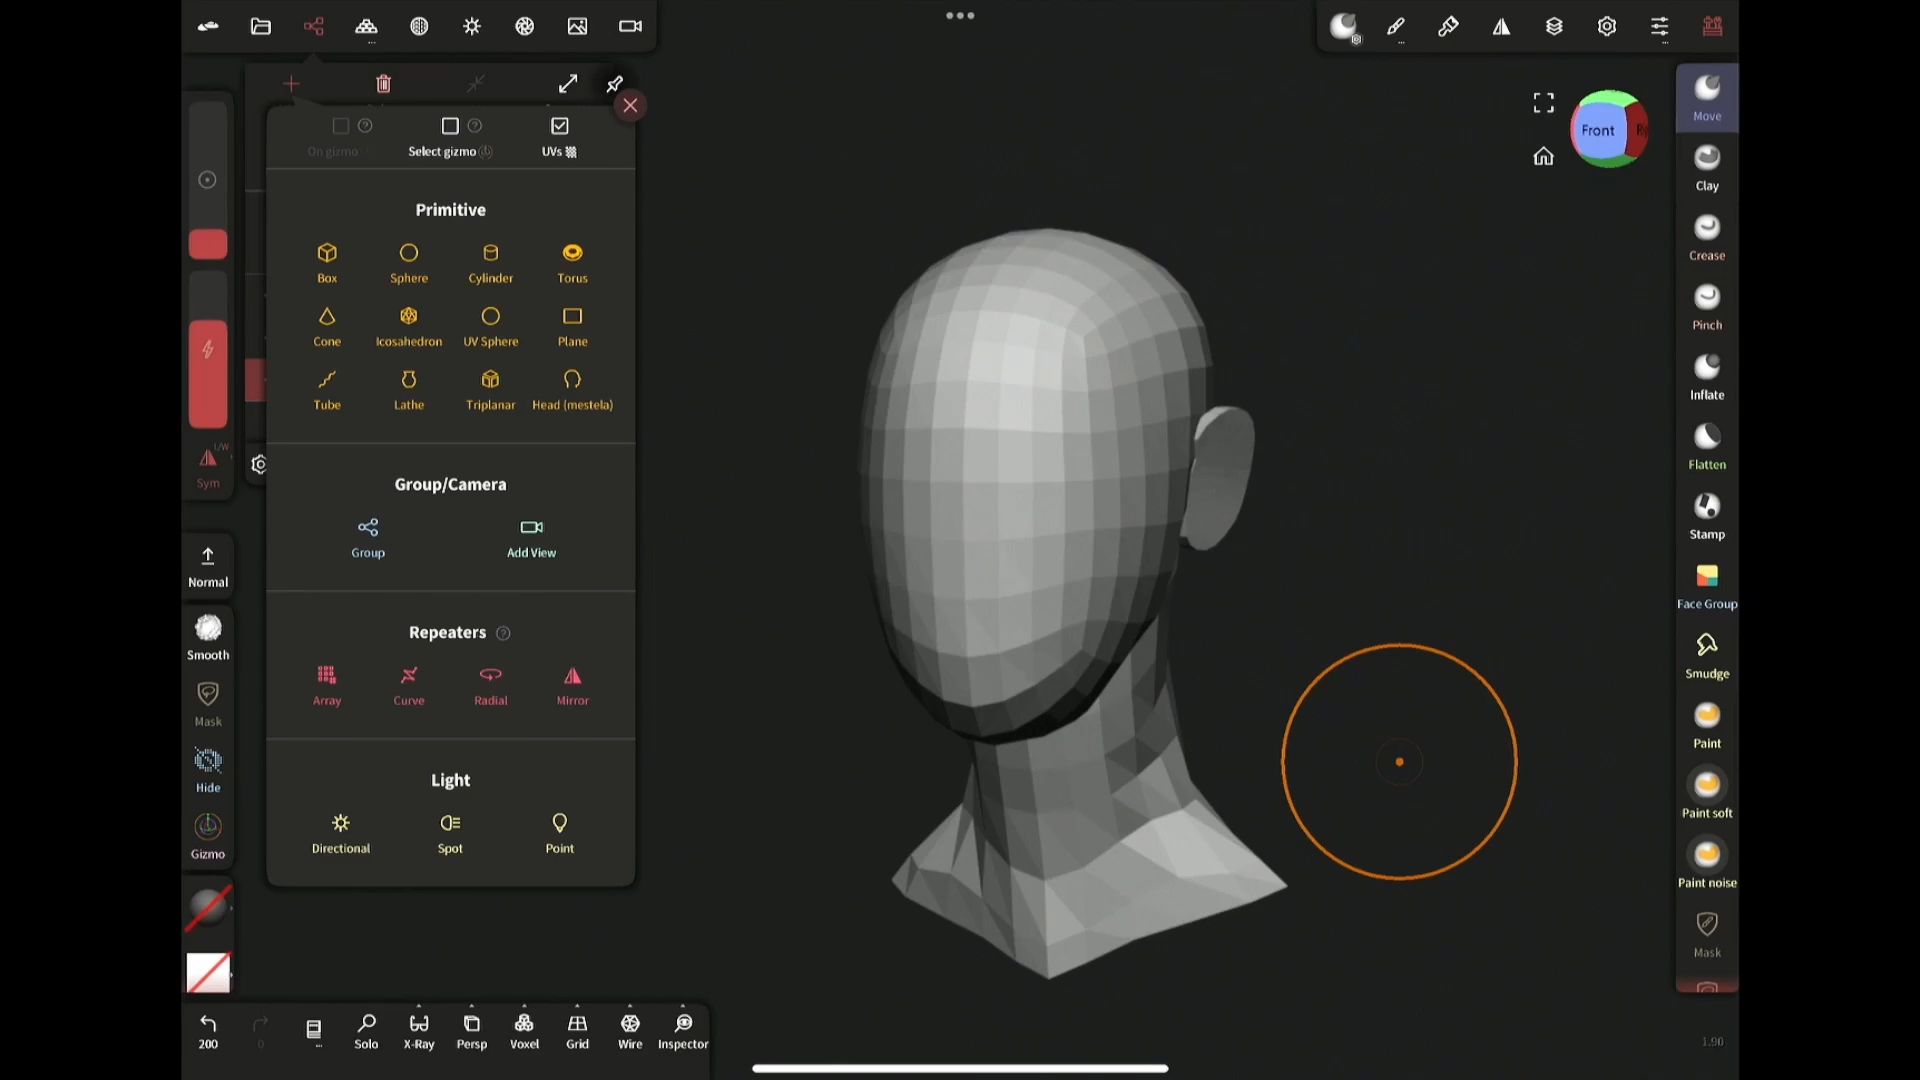 On gizmo
Select gizmo
UVs
Primitive
Box
Sphere
Cylinder
Torus
Cone
Icosahedron
UV Sphere
Plane
Tube
Lathe
Triplanar
Head (mestela)
Group/Camera
Group
Add View
Repeaters
Array
Curve
Radial
Mirror
Light
Directional
Spot
Point
L/W
Sym
Normal
Smooth
Mask
Hide
Gizmo
200
0
Solo
X-Ray
Persp
Voxel
Grid
Wire
Inspector
Front
Move
Clay
Crease
Pinch
Inflate
Flatten
Stamp
Face Group
Smudge
Paint
Paint soft
Paint noise
Mask
1.90